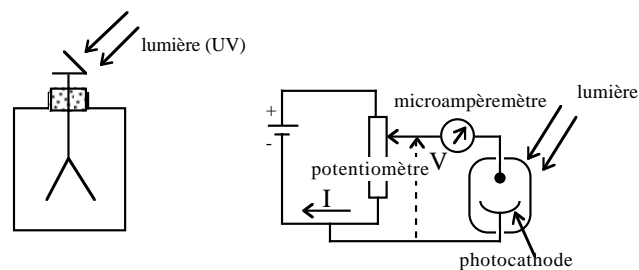 lumière (UV)
+
-
potentiomètre
I
microampèremètre
V
lumière
photocathode